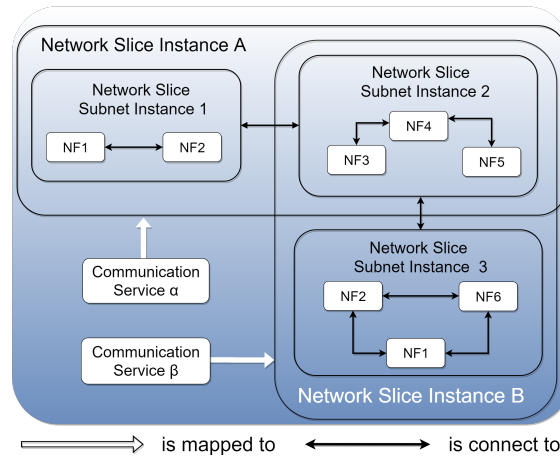 Network Slice Instance A
Network Slice
Subnet Instance 1
NF1
NF2
Network Slice
Subnet Instance 2
NF4
NF3
NF5
Communication
Service α
Network Slice
Subnet Instance 3
NF2
NF6
NF1
Communication
Service β
Network Slice Instance B
is mapped to
is connect to